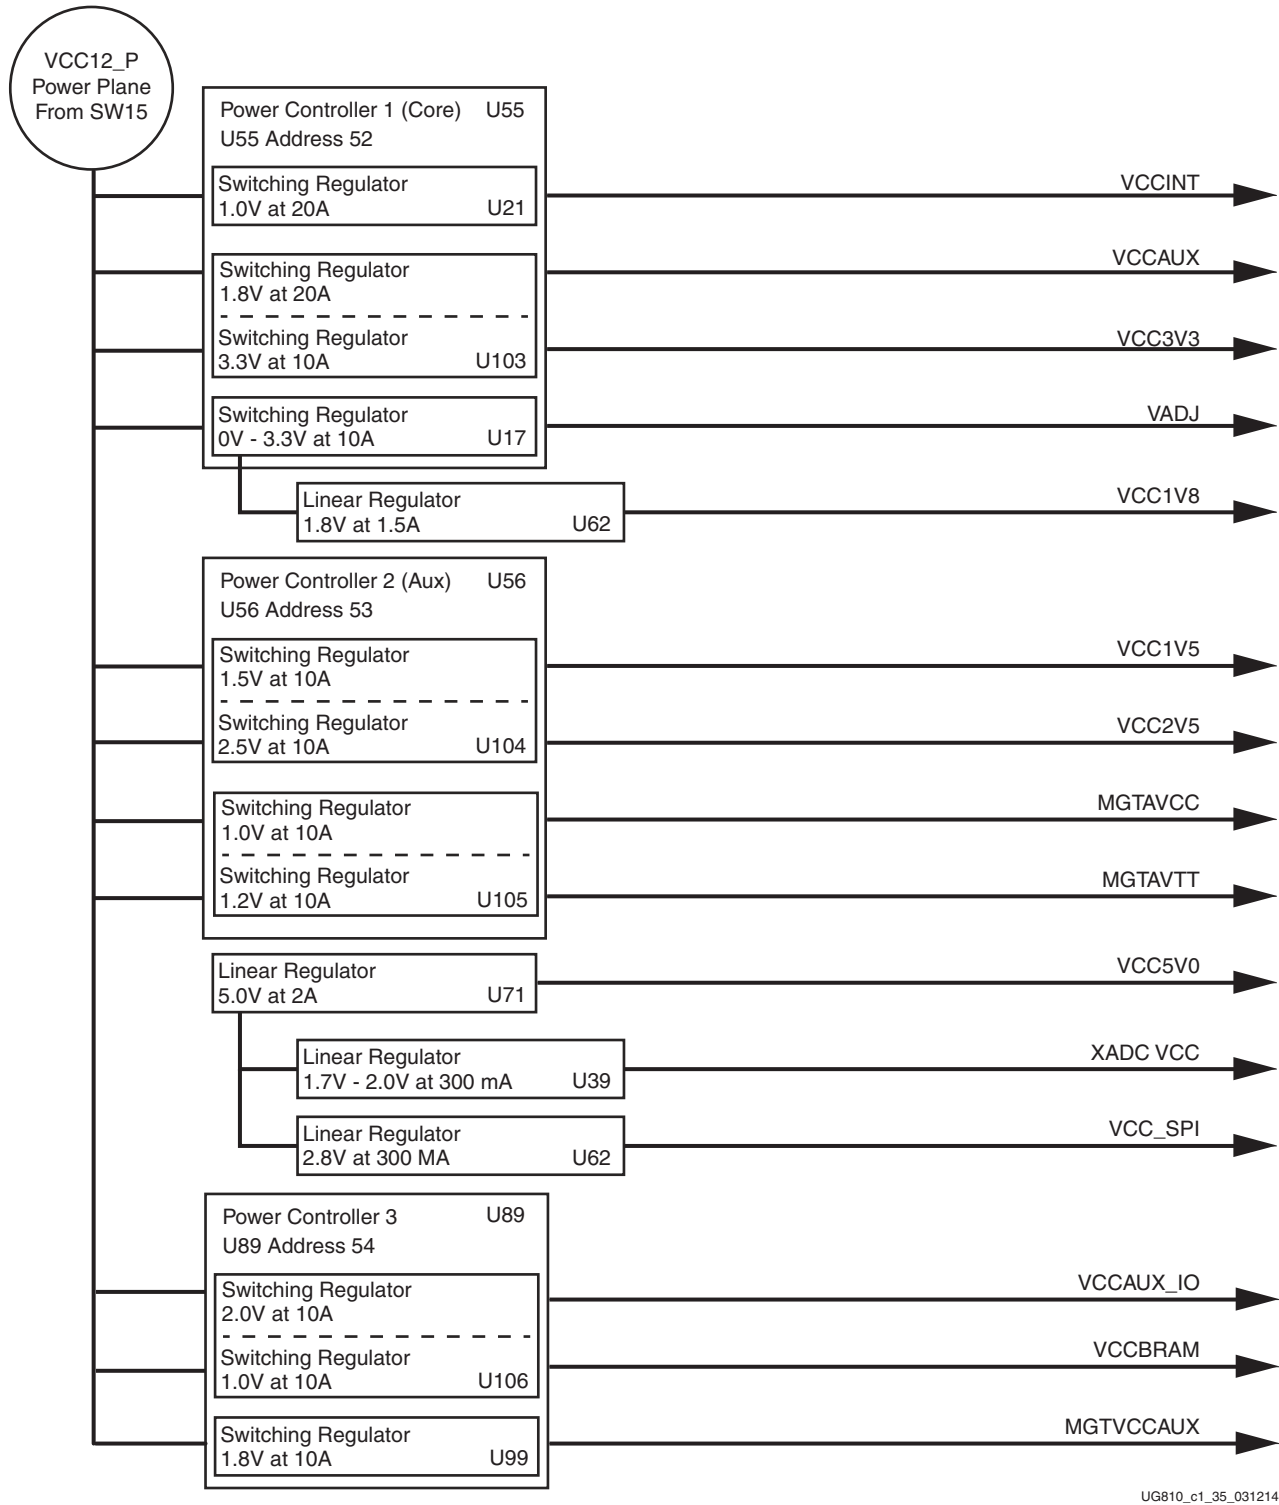 VCC12_P
Power Plane
From SW15
Power Controller 1 (Core) U55
U55 Address 52
Switching Regulator
1.0V at 20A U21
VCCINT
Switching Regulator
1.8V at 20A
VCCAUX
Switching Regulator
3.3V at 10A U103
VCC3V3
Switching Regulator
0V - 3.3V at 10A U17
VADJ
Linear Regulator
1.8V at 1.5A U62
VCC1V8
Power Controller 2 (Aux) U56
U56 Address 53
Switching Regulator
1.5V at 10A
VCC1V5
Switching Regulator
2.5V at 10A U104
VCC2V5
Switching Regulator
1.0V at 10A
MGTAVCC
Switching Regulator
1.2V at 10A U105
MGTAVTT
Linear Regulator
5.0V at 2A U71
VCC5V0
Linear Regulator
1.7V - 2.0V at 300 mA U39
XADC VCC
Linear Regulator
2.8V at 300 MA U62
VCC_SPI
Power Controller 3 U89
U89 Address 54
Switching Regulator
2.0V at 10A
VCCAUX_IO
Switching Regulator
1.0V at 10A U106
VCCBRAM
Switching Regulator
1.8V at 10A U99
MGTVCCAUX
UG810_c1_35_031214